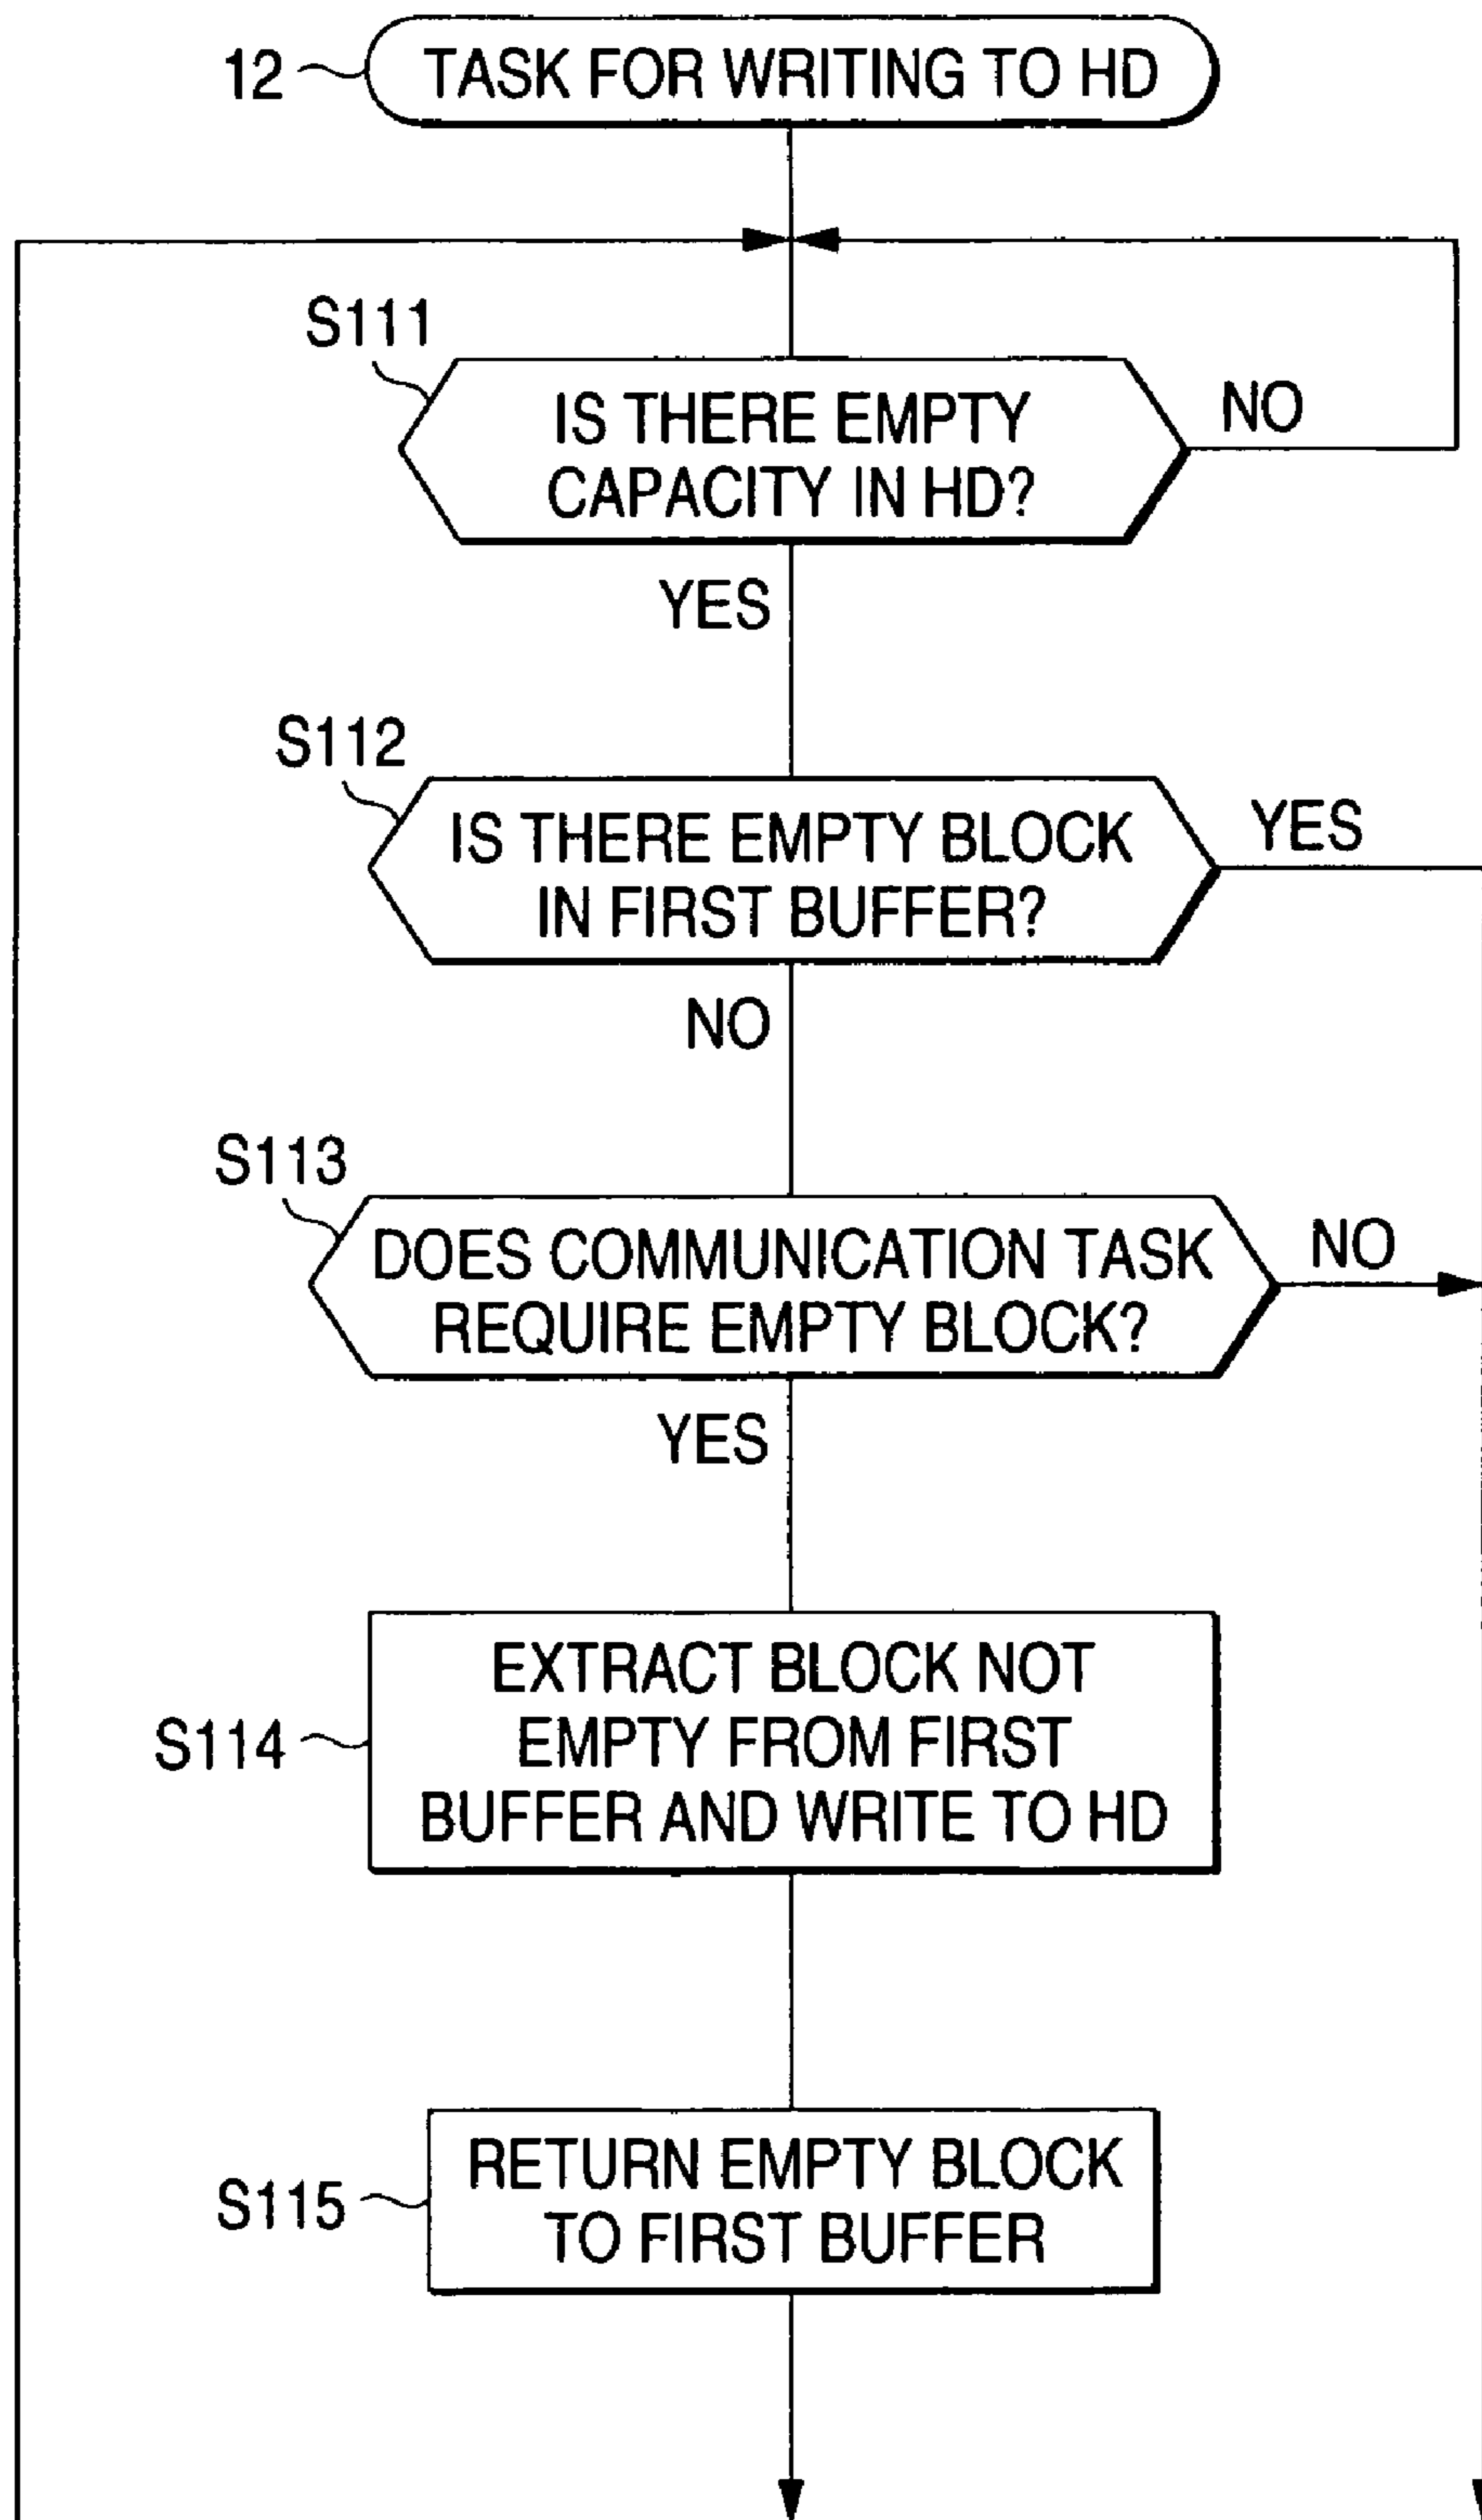 12
TASK FOR WRITING TO HD
S111
IS THERE EMPTY
CAPACITY IN HD?
NO
YES
S112
IS THERE EMPTY BLOCK
IN FIRST BUFFER?
YES
NO
S113
DOES COMMUNICATION TASK
REQUIRE EMPTY BLOCK?
NO
YES
S114
EXTRACT BLOCK NOT
EMPTY FROM FIRST
BUFFER AND WRITE TO HD
S115
RETURN EMPTY BLOCK
TO FIRST BUFFER